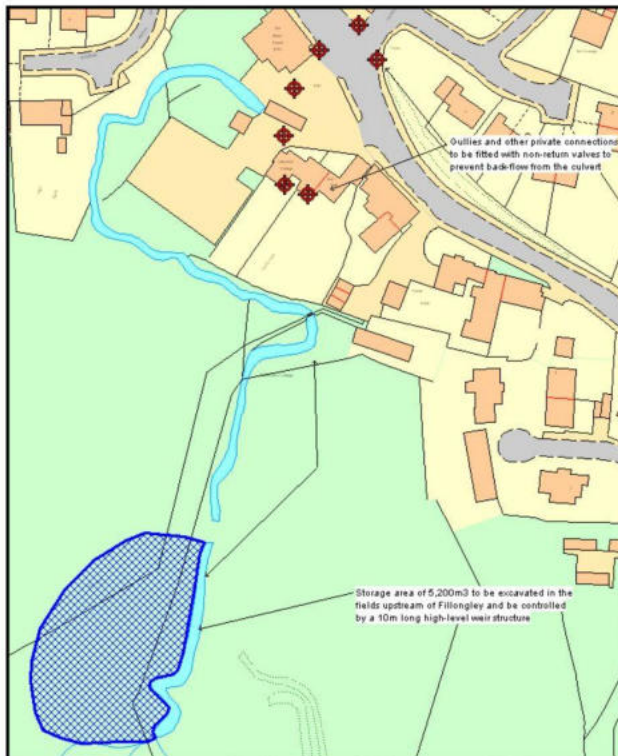 Gullies and other private connections
to be fitted with non-return valves to
prevent back-flow from the culvert
Storage area of 5,200m3 to be excavated in the
fields upstream of Fillongley and be controlled
by a 10m long high-level weir structure